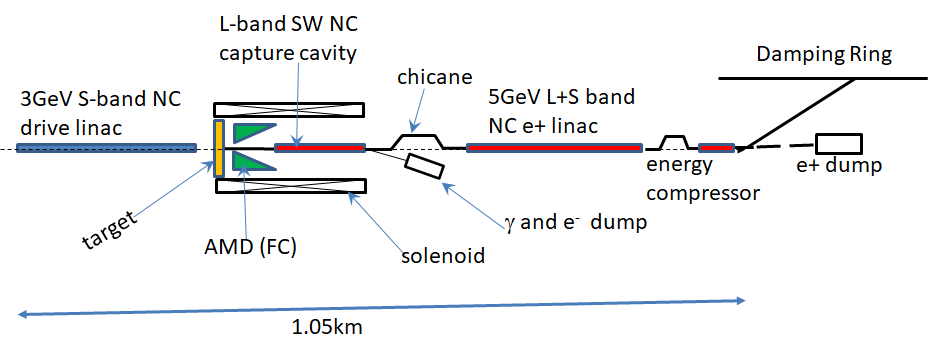 L-band SW NC
capture cavity
Damping Ring
chicane
3GeV S-band NC
drive linac
5GeV L+S band
NC e+ linac
energy
compressor
e+ dump
target
AMD (FC)
γ and e- dump
solenoid
1.05km